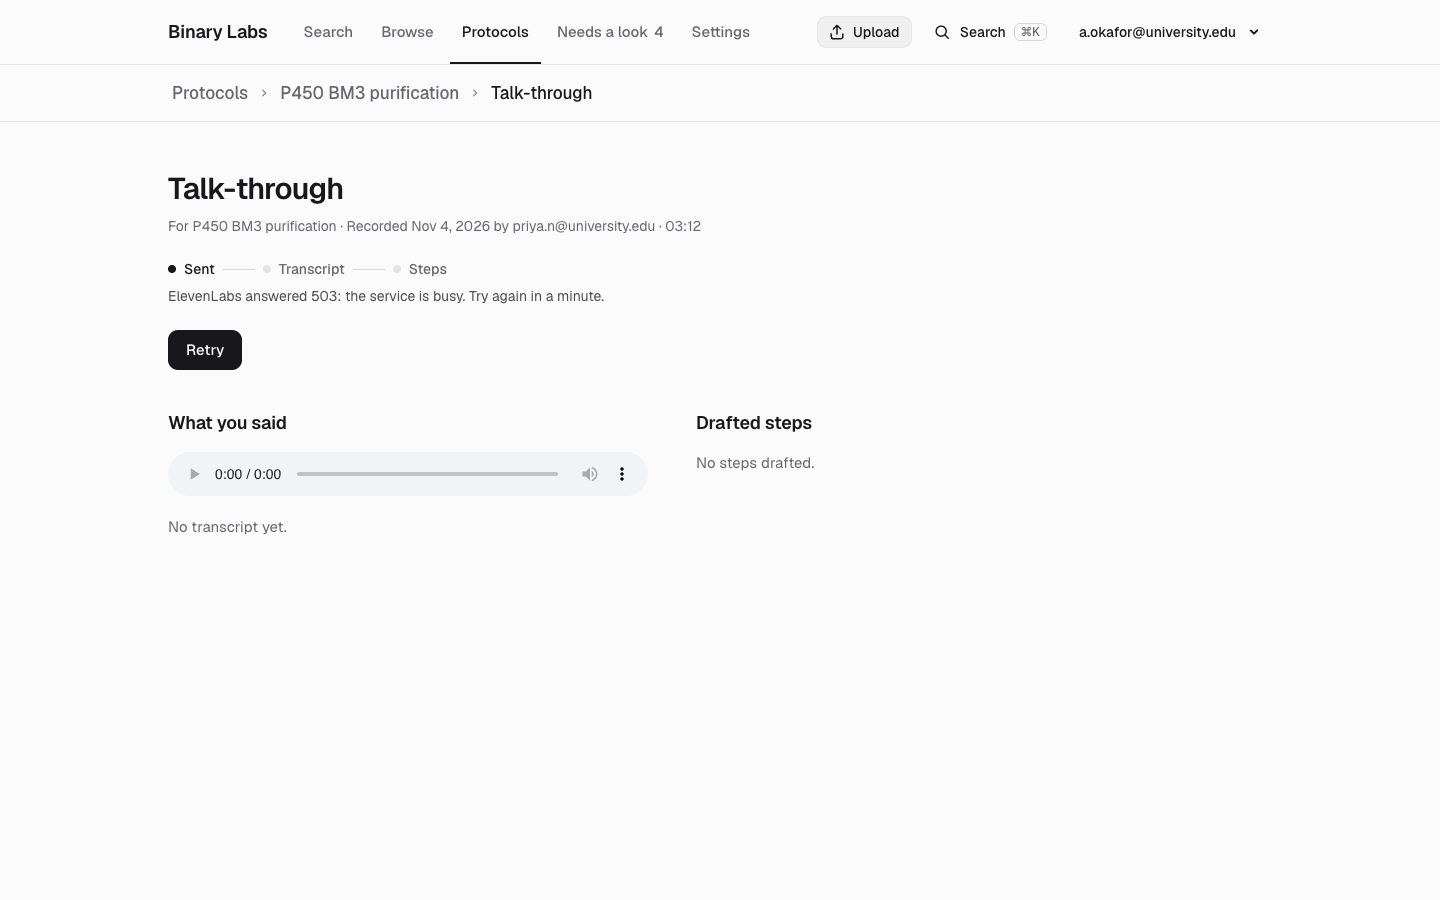 Binary Labs Search Browse Protocols Needs a look 4 Settings Upload Search ⌘K a.okafor@university.edu
Protocols › P450 BM3 purification › Talk-through
Talk-through
For P450 BM3 purification · Recorded Nov 4, 2026 by priya.n@university.edu · 03:12
Sent Transcript Steps
ElevenLabs answered 503: the service is busy. Try again in a minute.
Retry
What you said
0:00 / 0:00
No transcript yet.
Drafted steps
No steps drafted.